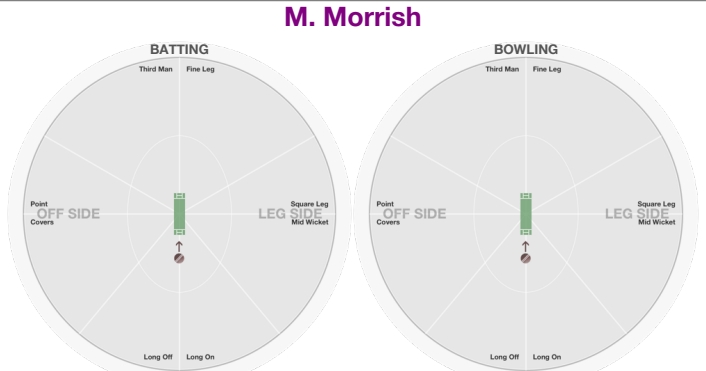 M. Morrish
BATTING
Third Man Fine Leg
Point
OFF SIDE
Covers
Square Leg
LEG SIDE
Mid Wicket
Long Off Long On
BOWLING
Third Man Fine Leg
Point
OFF SIDE
Covers
Square Leg
LEG SIDE
Mid Wicket
Long Off Long On